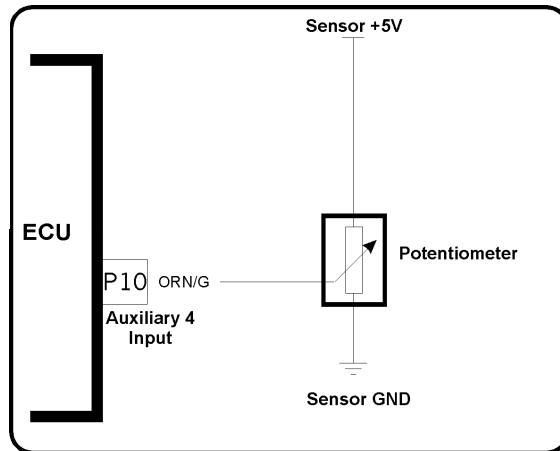 Sensor +5V
ECU
Potentiometer
P10 ORN/G
Auxiliary 4
Input
Sensor GND